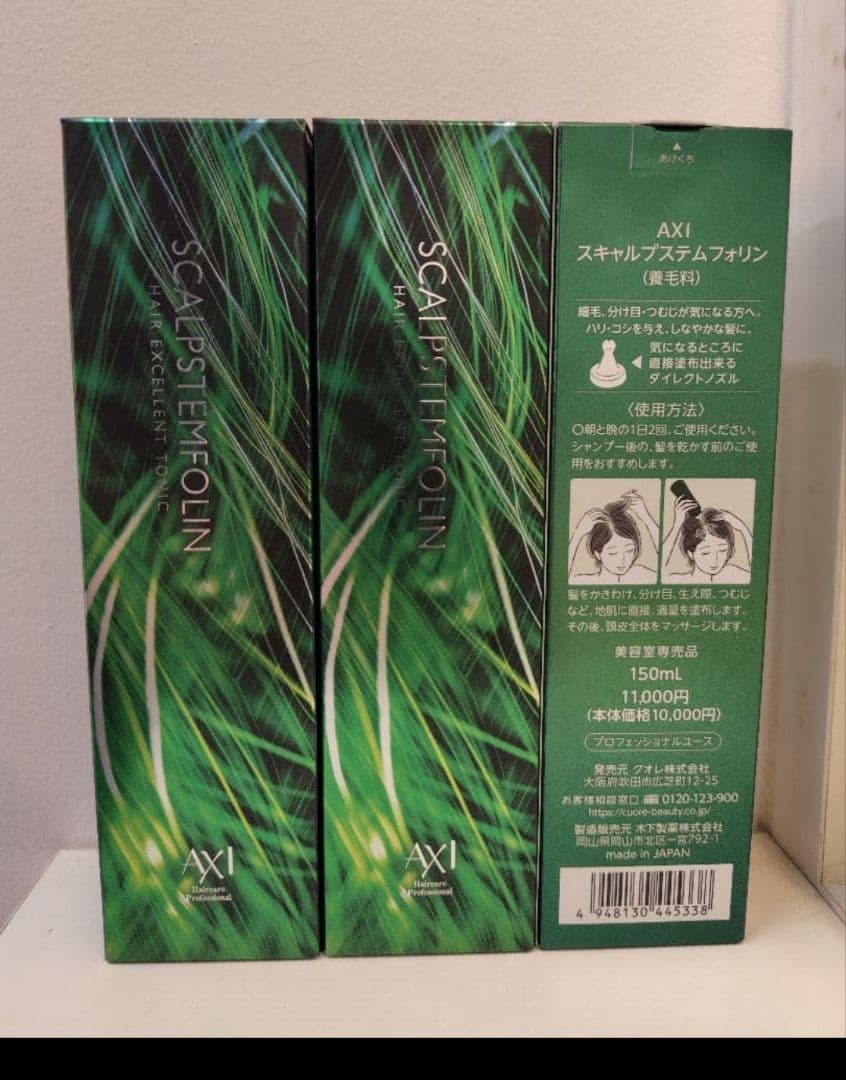 SCALPSTEMFOLIN
HAIR EXCELLENT TONIC
AXI
Haircare
Professional
SCALPSTEMFOLIN
HAIR EXCELLENT TONIC
AXI
Haircare
Professional
▲
あけくち
AXI
スキャルプステムフォリン
(養毛料)
細毛、分け目・つむじが気になる方へ。
ハリ・コシを与え、しなやかな髪に。
気になるところに
直接塗布出来る
ダイレクトノズル
〈使用方法〉
〇朝と晩の1日2回、ご使用ください。
シャンプー後の、髪を乾かす前のご使
用をおすすめします。
髪をかきわけ、分け目、生え際、つむじ
など、地肌に直接、適量を塗布します。
その後、頭皮全体をマッサージします。
美容室専売品
150mL
11,000円
(本体価格10,000円)
プロフェッショナルユース
発売元 クオレ株式会社
大阪府吹田市広芝町12-25
お客様相談窓口 0120-123-900
https://cuore-beauty.co.jp/
製造販売元 木下製薬株式会社
岡山県岡山市北区一宮792-1
made in JAPAN
4 948130 445338